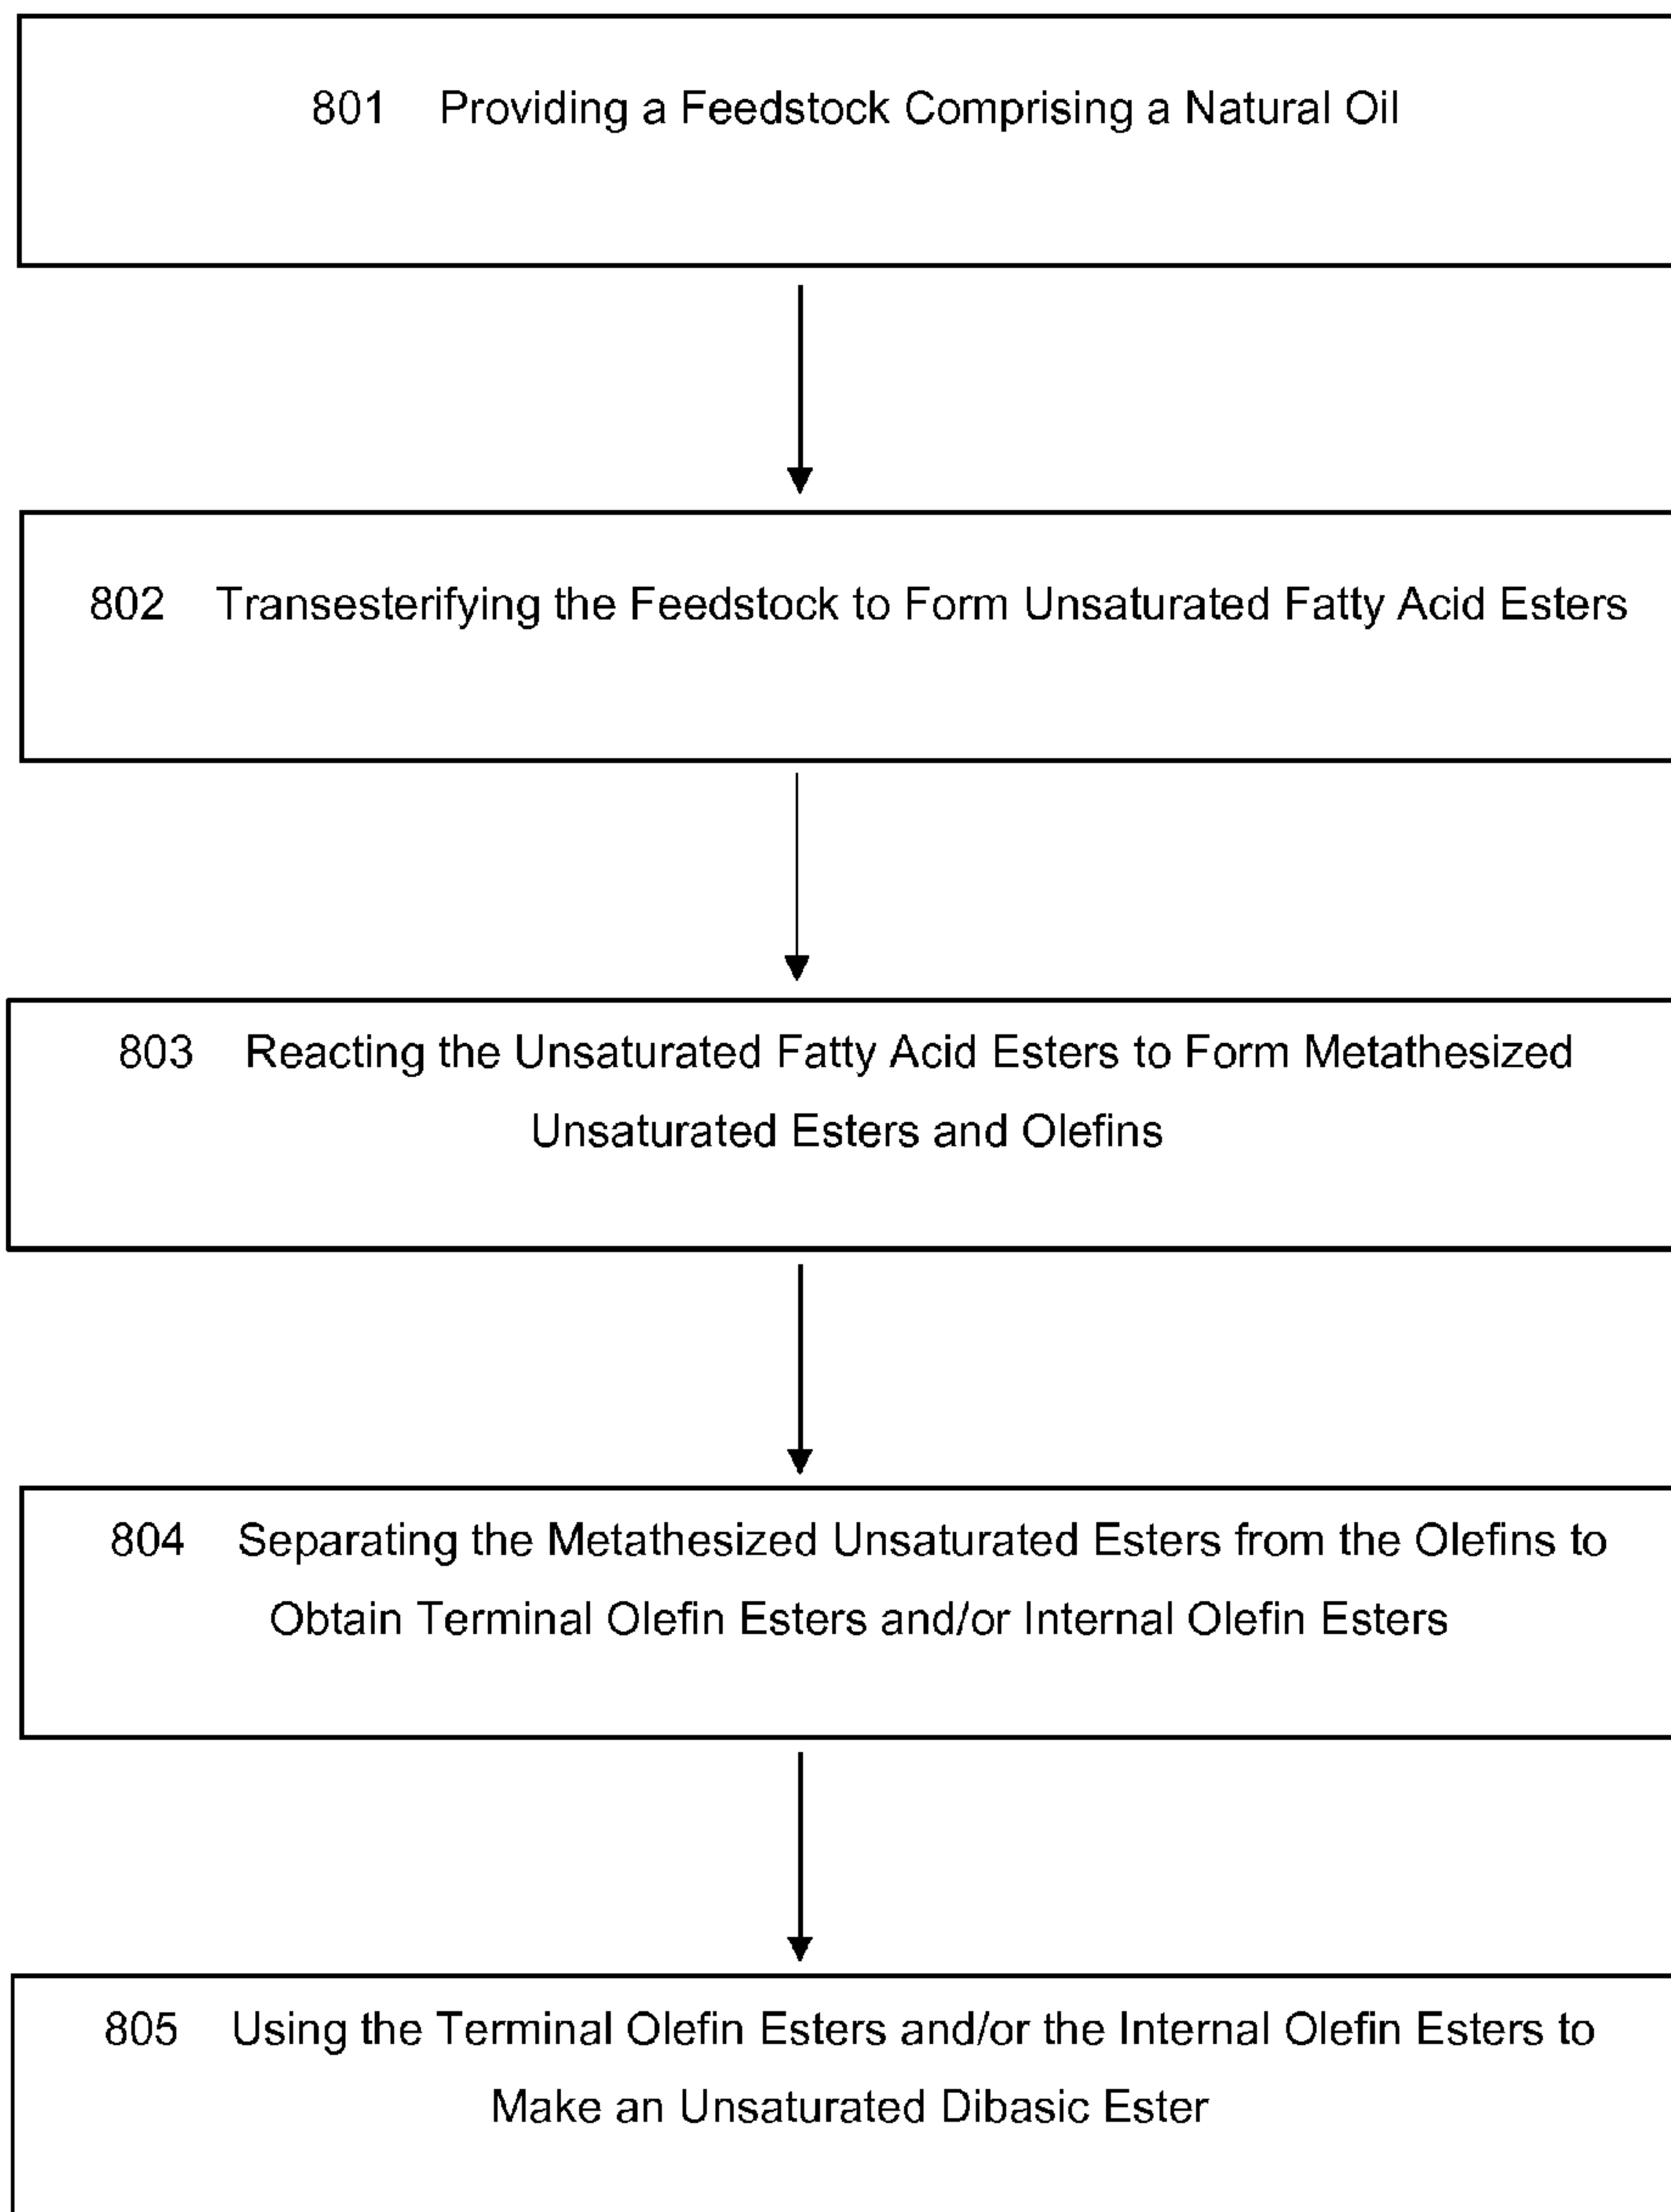 801 Providing a Feedstock Comprising a Natural Oil
802 Transesterifying the Feedstock to Form Unsaturated Fatty Acid Esters
803 Reacting the Unsaturated Fatty Acid Esters to Form Metathesized
Unsaturated Esters and Olefins
804 Separating the Metathesized Unsaturated Esters from the Olefins to
Obtain Terminal Olefin Esters and/or Internal Olefin Esters
805 Using the Terminal Olefin Esters and/or the Internal Olefin Esters to
Make an Unsaturated Dibasic Ester